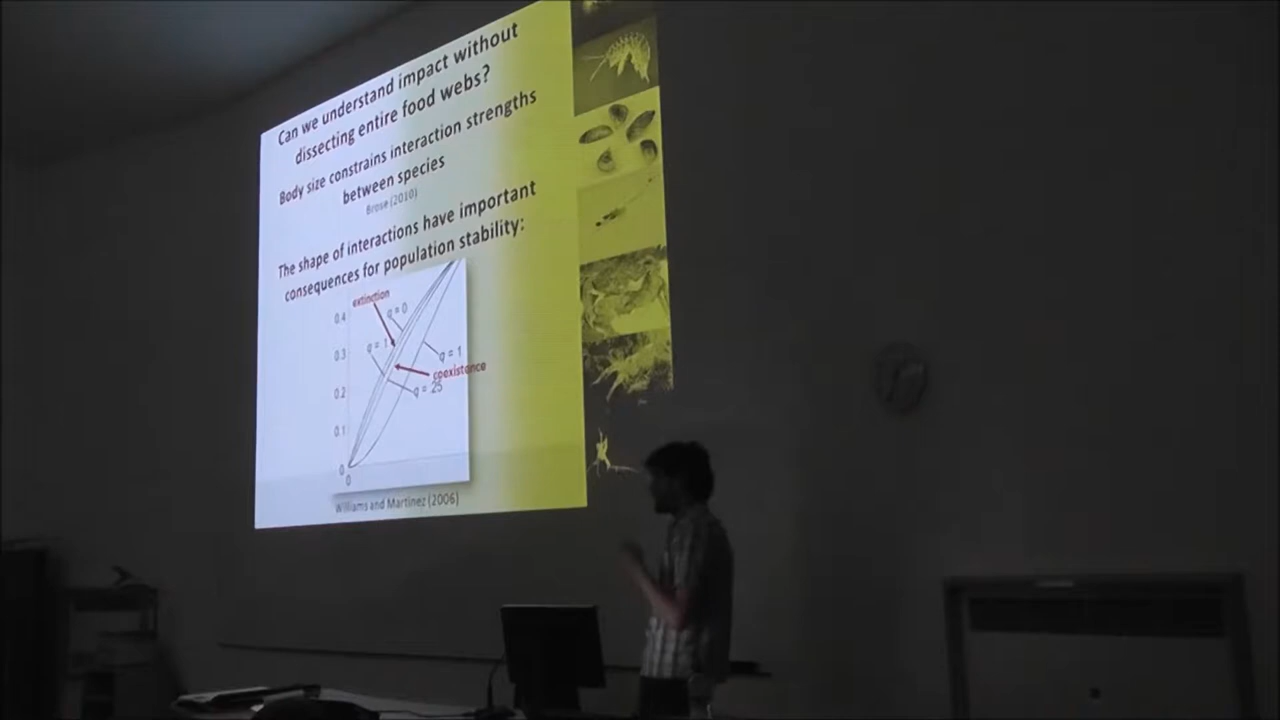 Can we understand impact without
dissecting entire food webs?
Body size constrains interaction strengths
between species
Brose (2010)
The shape of interactions have important
consequences for population stability:
extinction
0.4
q = 0
q = 1
0.3
q = 1
coexistence
q = .25
0.2
0.1
0
0
Williams and Martinez (2006)